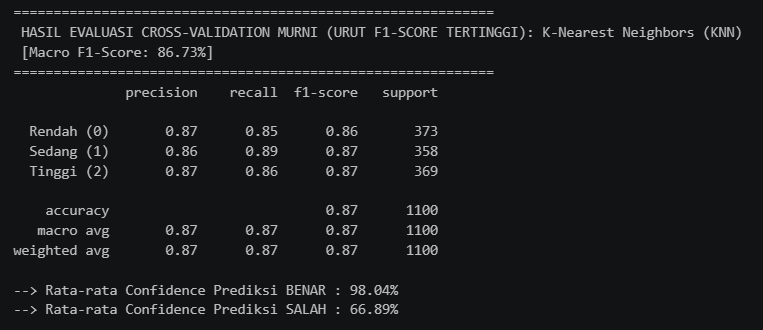 ============================================================
HASIL EVALUASI CROSS-VALIDATION MURNI (URUT F1-SCORE TERTINGGI): K-Nearest Neighbors (KNN)
[Macro F1-Score: 86.73%]
============================================================
precision    recall  f1-score   support
Rendah (0)       0.87      0.85      0.86       373
Sedang (1)       0.86      0.89      0.87       358
Tinggi (2)       0.87      0.86      0.87       369
accuracy                           0.87      1100
macro avg       0.87      0.87      0.87      1100
weighted avg       0.87      0.87      0.87      1100
--> Rata-rata Confidence Prediksi BENAR : 98.04%
--> Rata-rata Confidence Prediksi SALAH : 66.89%